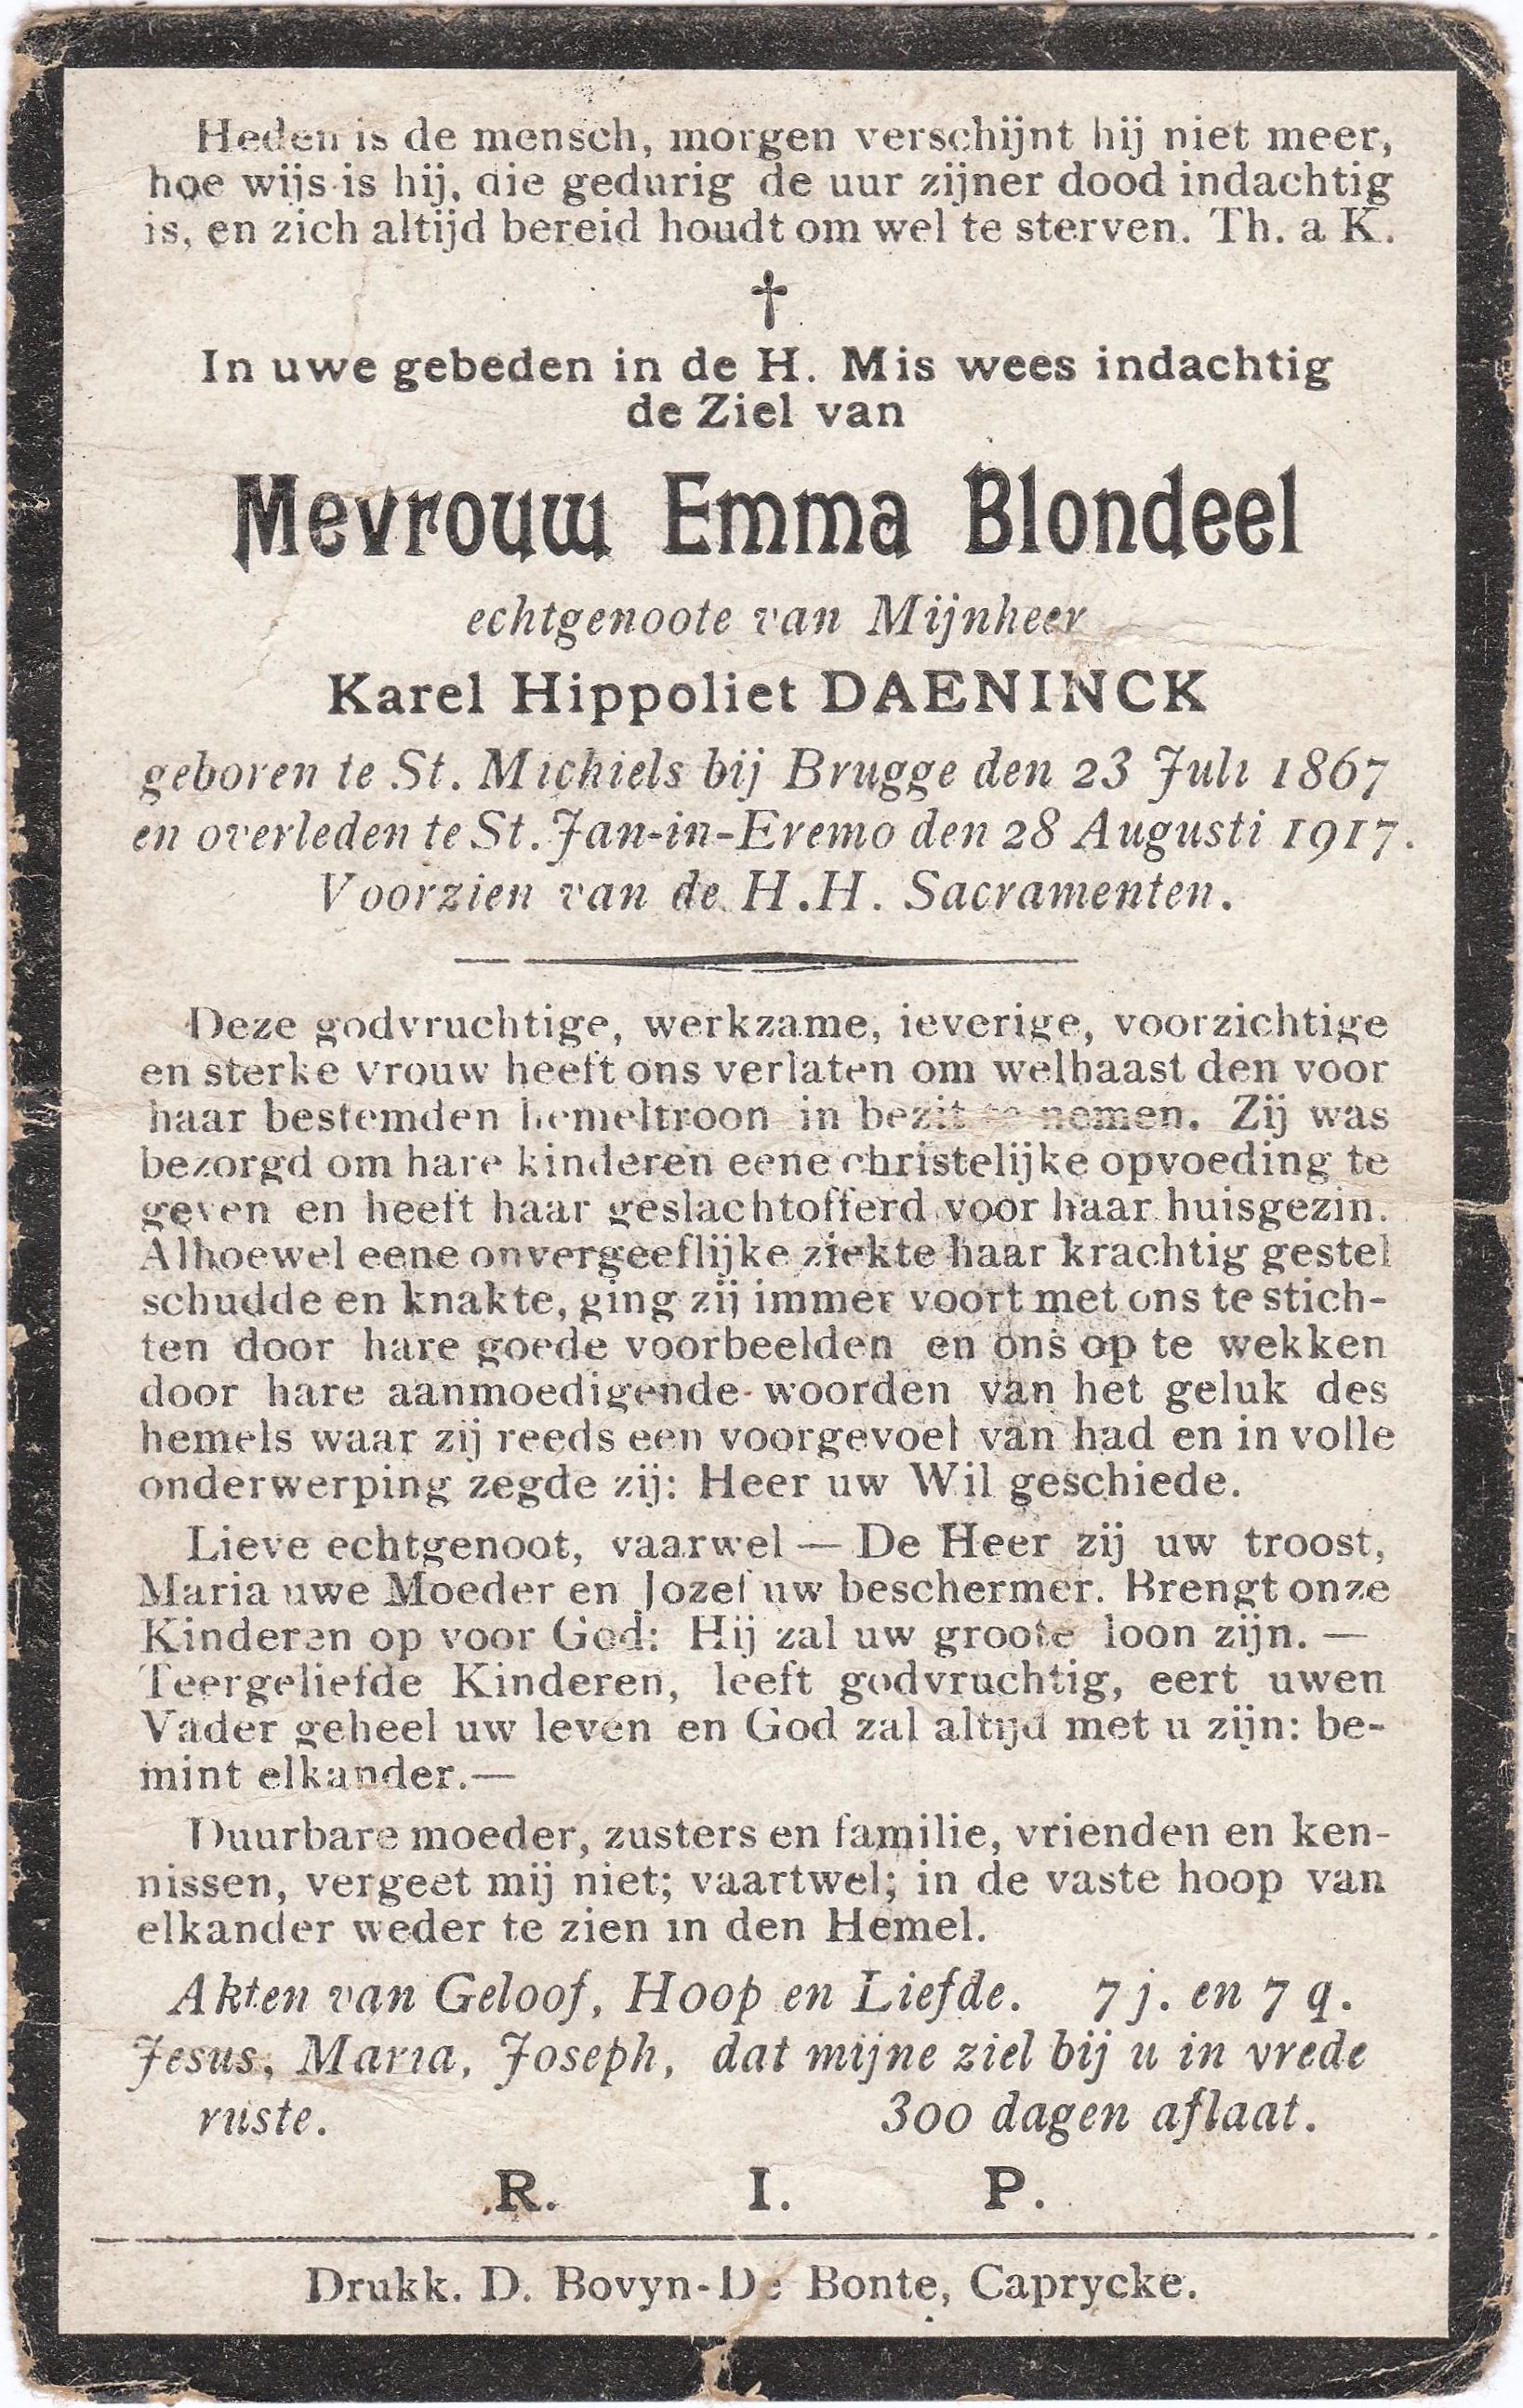 Heden is de mensch, morgen verschijnt hij niet meer,
hoe wijs is hij, die gedurig de uur zijner dood indachtig
is, en zich altijd bereid houdt om wel te sterven. Th. a K.
†
In uwe gebeden in de H. Mis wees indachtig
de Ziel van
Mevrouw Emma Blondeel
echtgenoote van Mijnheer
Karel Hippoliet DAENINCK
geboren te St. Michiels bij Brugge den 23 Juli 1867
en overleden te St. Jan-in-Eremo den 28 Augusti 1917.
Voorzien van de H.H. Sacramenten.
Deze godvruchtige, werkzame, ieverige, voorzichtige
en sterke vrouw heeft ons verlaten om welhaast den voor
haar bestemden hemeltroon in bezit te nemen. Zij was
bezorgd om hare kinderen eene christelijke opvoeding te
geven en heeft haar geslachtofferd voor haar huisgezin.
Alhoewel eene onvergeeflijke ziekte haar krachtig gestel
schudde en knakte, ging zij immer voort met ons te stich-
ten door hare goede voorbeelden en ons op te wekken
door hare aanmoedigende woorden van het geluk des
hemels waar zij reeds een voorgevoel van had en in volle
onderwerping zegde zij: Heer uw Wil geschiede.
Lieve echtgenoot, vaarwel — De Heer zij uw troost,
Maria uwe Moeder en Jozef uw beschermer. Brengt onze
Kinderen op voor God: Hij zal uw groote loon zijn. —
Teergeliefde Kinderen, leeft godvruchtig, eert uwen
Vader geheel uw leven en God zal altijd met u zijn: be-
mint elkander.—
Duurbare moeder, zusters en familie, vrienden en ken-
nissen, vergeet mij niet; vaartwel; in de vaste hoop van
elkander weder te zien in den Hemel.
Akten van Geloof, Hoop en Liefde. 7 j. en 7 q.
Jesus, Maria, Joseph, dat mijne ziel bij u in vrede
ruste. 300 dagen aflaat.
R. I. P.
Drukk. D. Bovyn-De Bonte, Caprycke.